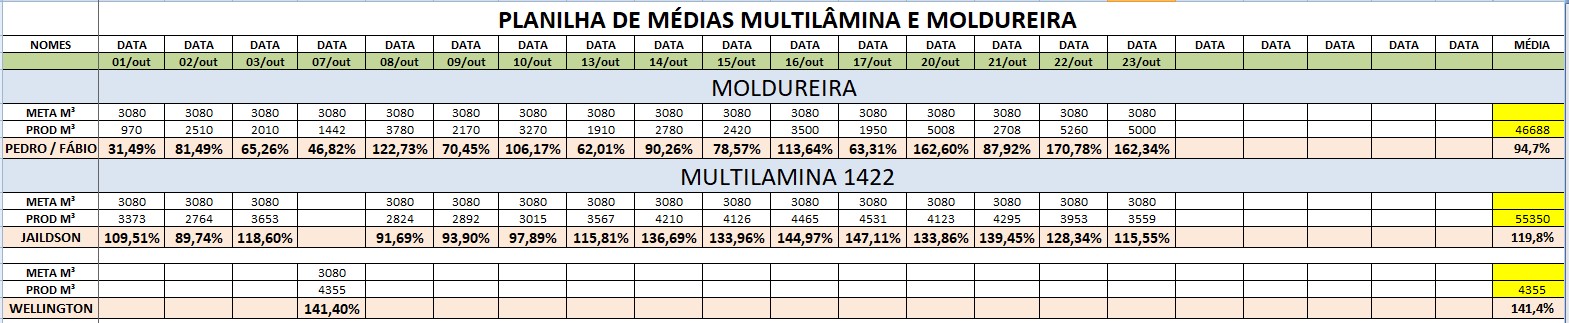 PLANILHA DE MÉDIAS MULTILÂMINA E MOLDUREIRA
NOMES DATA DATA DATA DATA DATA DATA DATA DATA DATA DATA DATA DATA DATA DATA DATA DATA DATA DATA DATA DATA DATA MÉDIA
01/out 02/out 03/out 07/out 08/out 09/out 10/out 13/out 14/out 15/out 16/out 17/out 20/out 21/out 22/out 23/out
MOLDUREIRA
META M³ 3080 3080 3080 3080 3080 3080 3080 3080 3080 3080 3080 3080 3080 3080 3080 3080
PROD M³ 970 2510 2010 1442 3780 2170 3270 1910 2780 2420 3500 1950 5008 2708 5260 5000 46688
PEDRO / FÁBIO 31,49% 81,49% 65,26% 46,82% 122,73% 70,45% 106,17% 62,01% 90,26% 78,57% 113,64% 63,31% 162,60% 87,92% 170,78% 162,34% 94,7%
MULTILAMINA 1422
META M³ 3080 3080 3080 3080 3080 3080 3080 3080 3080 3080 3080 3080 3080 3080 3080
PROD M³ 3373 2764 3653 2824 2892 3015 3567 4210 4126 4465 4531 4123 4295 3953 3559 55350
JAILDSON 109,51% 89,74% 118,60% 91,69% 93,90% 97,89% 115,81% 136,69% 133,96% 144,97% 147,11% 133,86% 139,45% 128,34% 115,55% 119,8%
META M³ 3080
PROD M³ 4355 4355
WELLINGTON 141,40% 141,4%